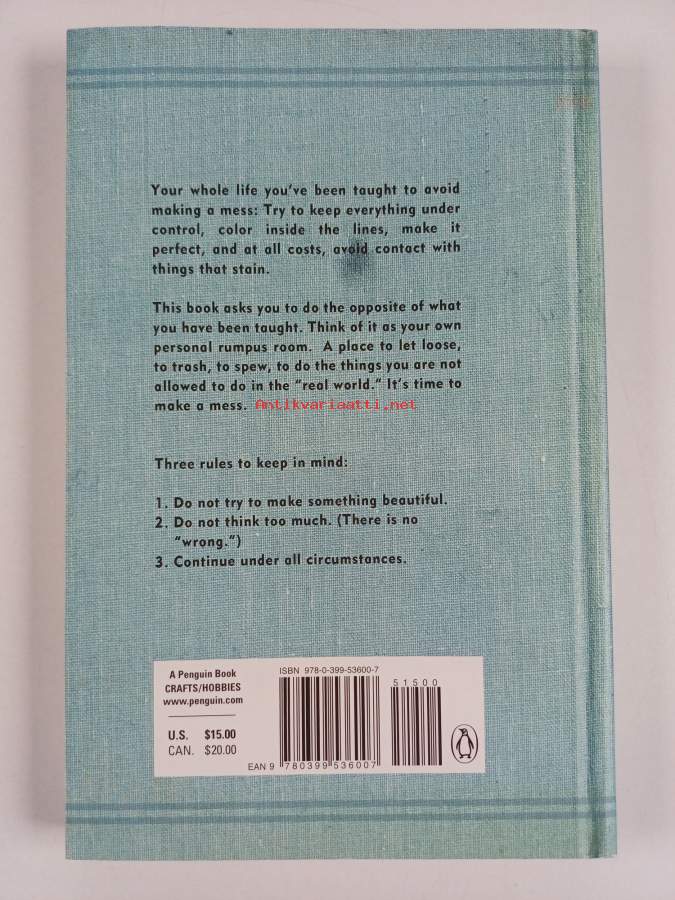 Your whole life you've been taught to avoid
making a mess: Try to keep everything under
control, color inside the lines, make it
perfect, and at all costs, avoid contact with
things that stain.
This book asks you to do the opposite of what
you have been taught. Think of it as your own
personal rumpus room. A place to let loose,
to trash, to spew, to do the things you are not
allowed to do in the “real world.” It's time to
make a mess. Antikvariaatti.net
Three rules to keep in mind:
1. Do not try to make something beautiful.
2. Do not think too much. (There is no
“wrong.”)
3. Continue under all circumstances.
A Penguin Book
CRAFTS/HOBBIES
www.penguin.com
U.S. $15.00
CAN. $20.00
ISBN 978-0-399-53600-7
51500
EAN 9 780399 536007